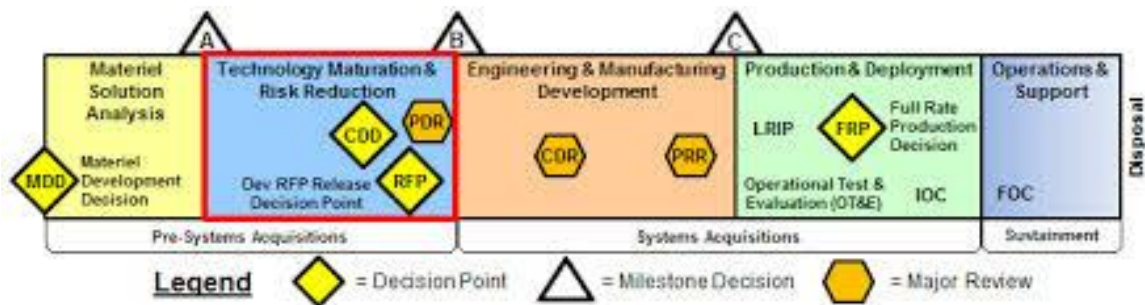 A
B
C
Materiel
Solution
Analysis
MDD
Materiel
Development
Decision
Technology Maturation &
Risk Reduction
CDD
PDR
Dev RFP Release
Decision Point
RFP
Engineering & Manufacturing
Development
CDR
PRR
Production & Deployment
LRIP
FRP
Full Rate
Production
Decision
Operational Test &
Evaluation (OT&E)
IOC
Operations &
Support
FOC
Disposal
Pre-Systems Acquisitions
Systems Acquisitions
Sustainment
Legend
= Decision Point
= Milestone Decision
= Major Review